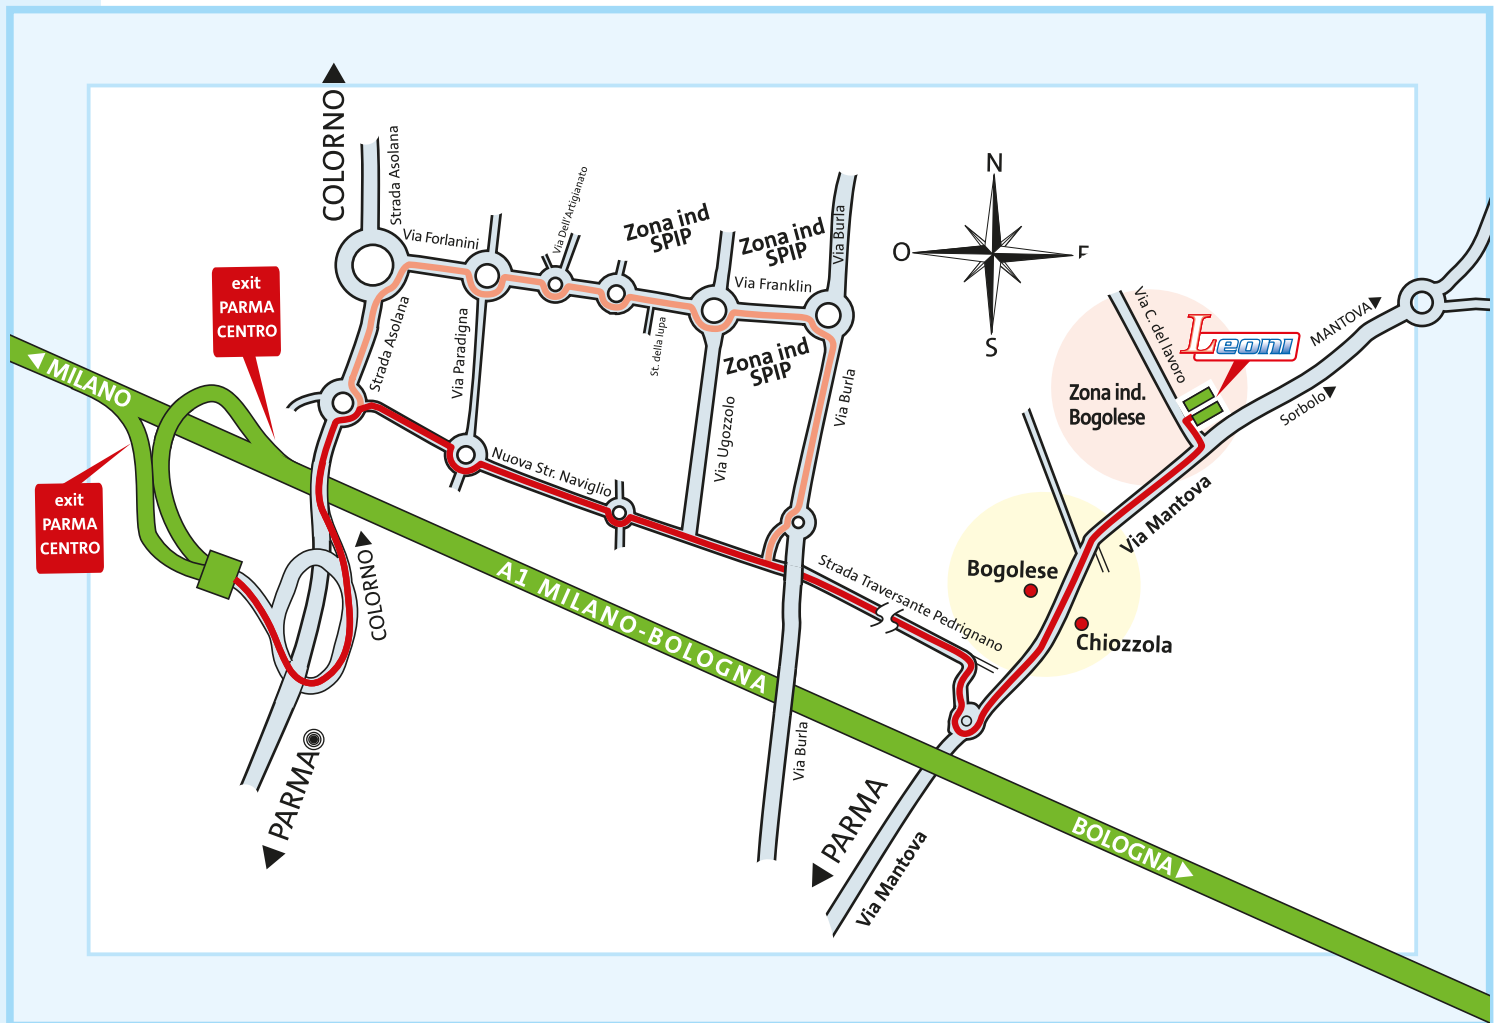 COLORNO
Strada Asolana
Via Forlanini
Via Dell'Artigianato
Zona ind
SPIP
Zona ind
SPIP
Via Burla
N
O
E
S
Via Franklin
exit
PARMA
CENTRO
Strada Asolana
Via Paradigna
St. della lupa
Zona ind
SPIP
Via C. del lavoro
Leoni
MANTOVA
MILANO
Zona ind.
Bogolese
Sorbolo
Via Ugozzolo
Via Burla
Nuova Str. Naviglio
exit
PARMA
CENTRO
Via Mantova
COLORNO
A1 MILANO-BOLOGNA
Strada Traversante Pedrignano
Bogolese
Chiozzola
PARMA
Via Burla
PARMA
Via Mantova
BOLOGNA